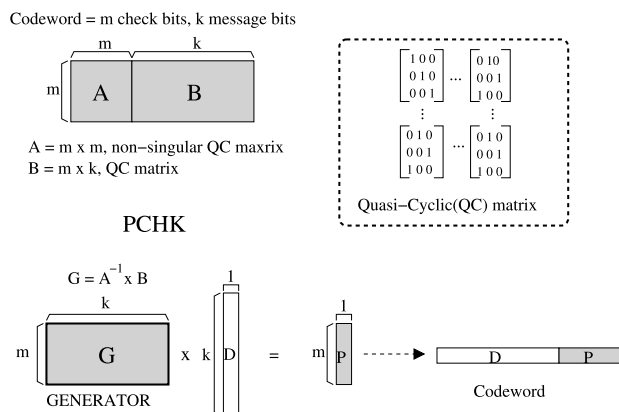 Codeword = m check bits, k message bits
m k
m A B
A = m x m, non-singular QC maxrix
B = m x k, QC matrix
PCHK
1 0 0 0 1 0
0 1 0 ... 0 0 1
0 0 1 1 0 0
... ...
0 1 0 0 1 0
0 0 1 ... 0 0 1
1 0 0 1 0 0
Quasi-Cyclic(QC) matrix
G = A^-1 x B
k 1 1
m G x k D = m P D P
GENERATOR
Codeword